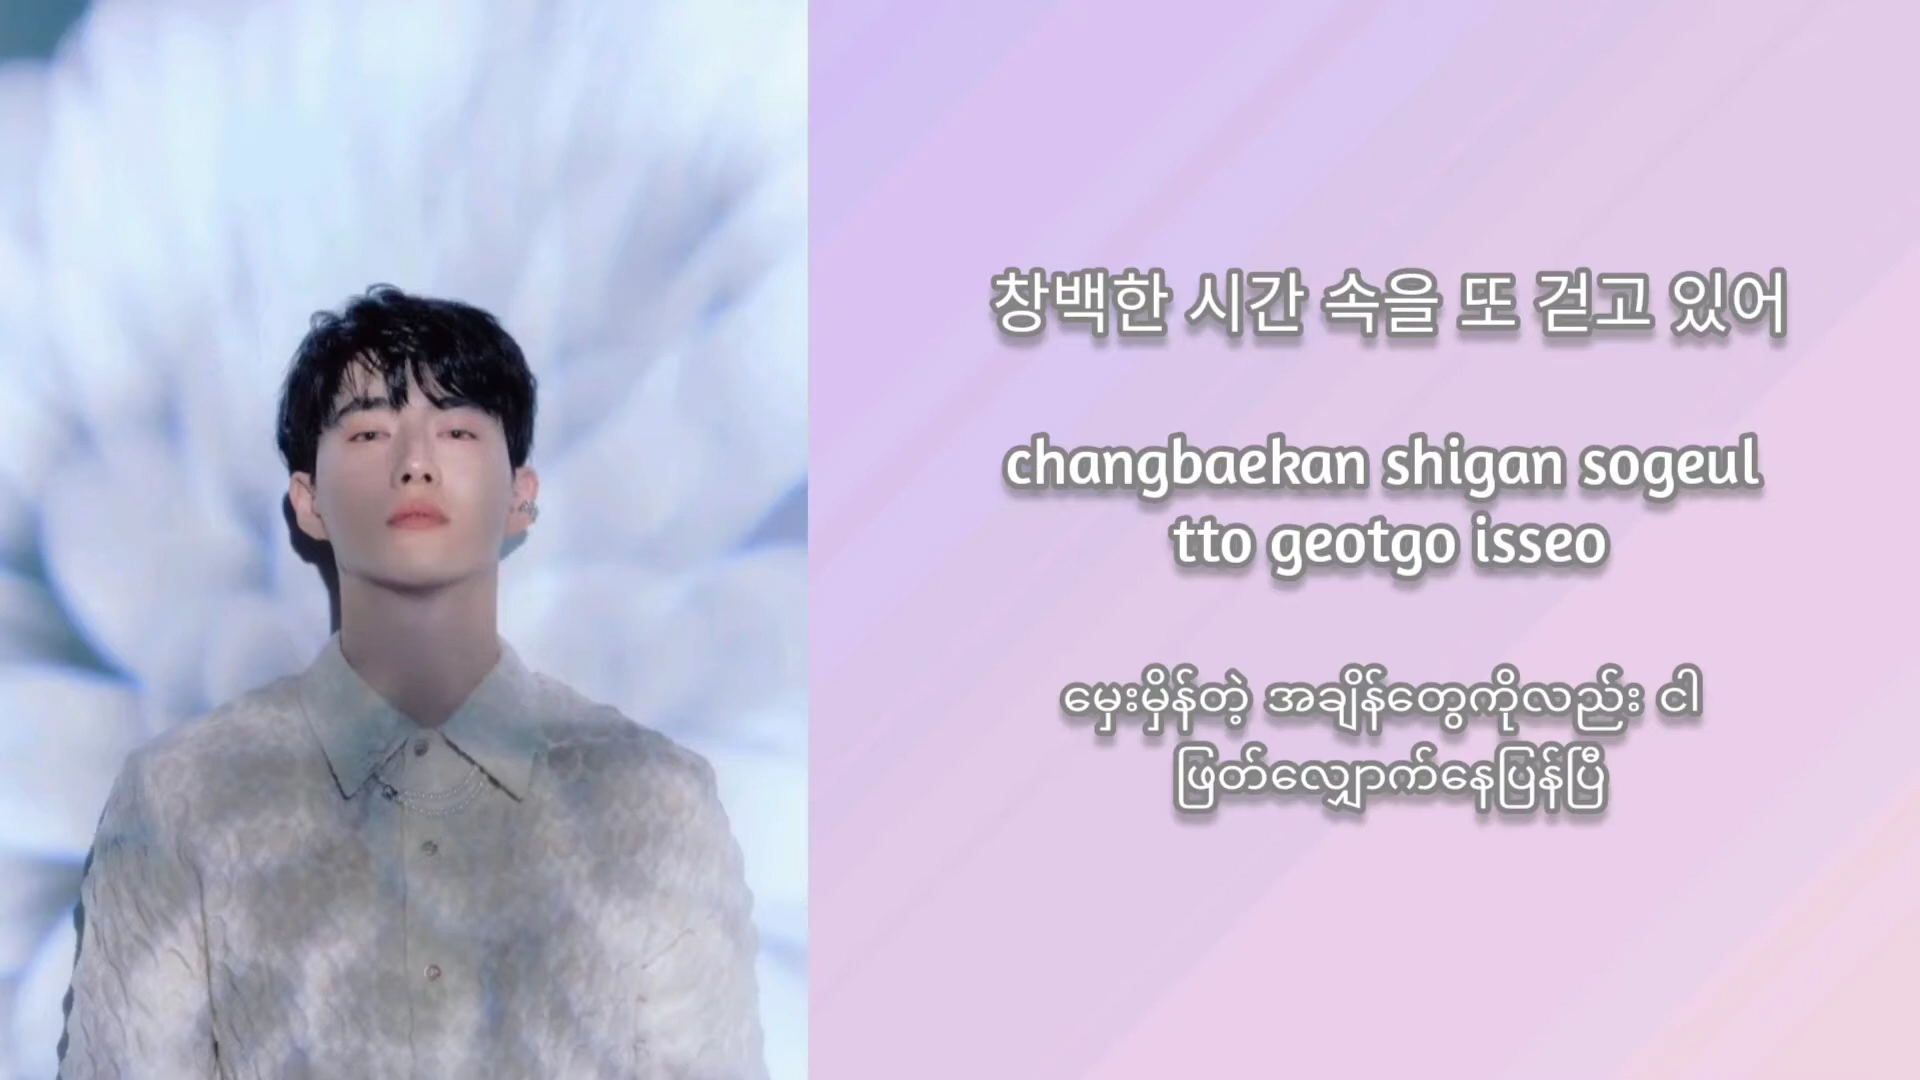 창백한 시간 속을 또 걷고 있어
changbaekan shigan sogeul
tto geotgo isseo
မှေးမှိန်တဲ့ အချိန်တွေကိုလည်း ငါ
ဖြတ်လျှောက်နေပြန်ပြီ